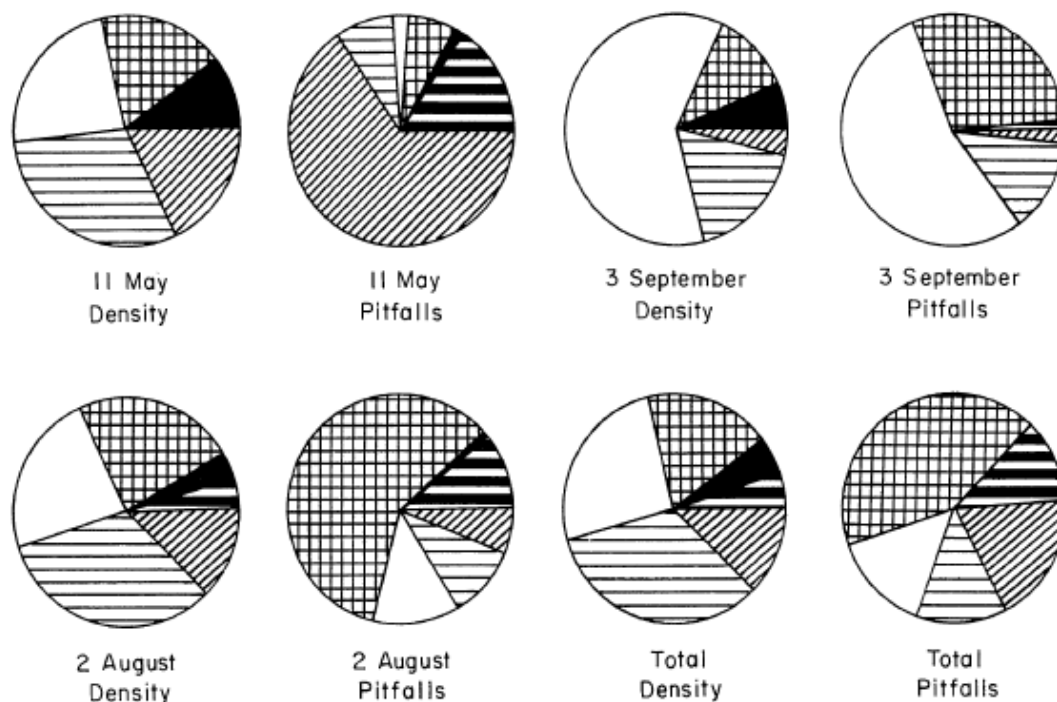 11 May
Density
11 May
Pitfalls
3 September
Density
3 September
Pitfalls
2 August
Density
2 August
Pitfalls
Total
Density
Total
Pitfalls